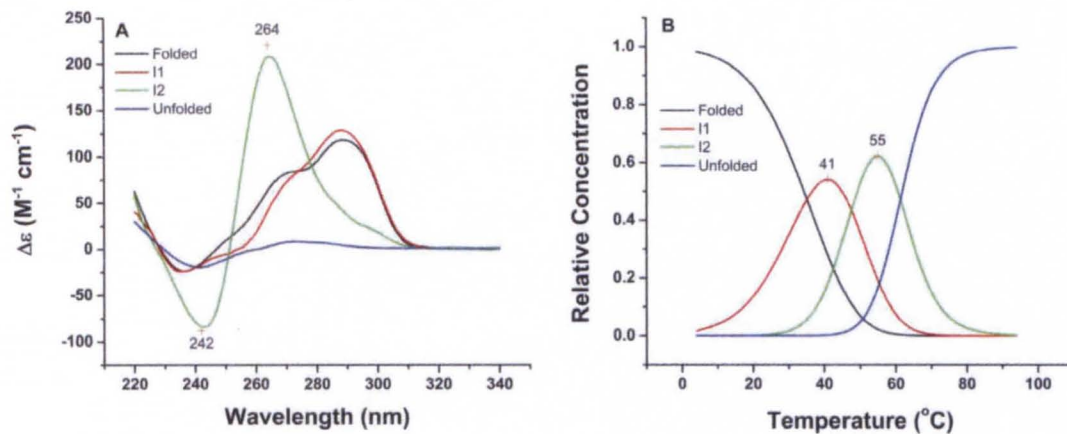 A
264
Folded
I1
I2
Unfolded
242
250
200
150
100
50
0
-50
-100
Δε (M⁻¹ cm⁻¹)
220 240 260 280 300 320 340
Wavelength (nm)
B
Folded
I1
I2
Unfolded
41
55
1.0
0.8
0.6
0.4
0.2
0.0
Relative Concentration
0 20 40 60 80 100
Temperature (°C)